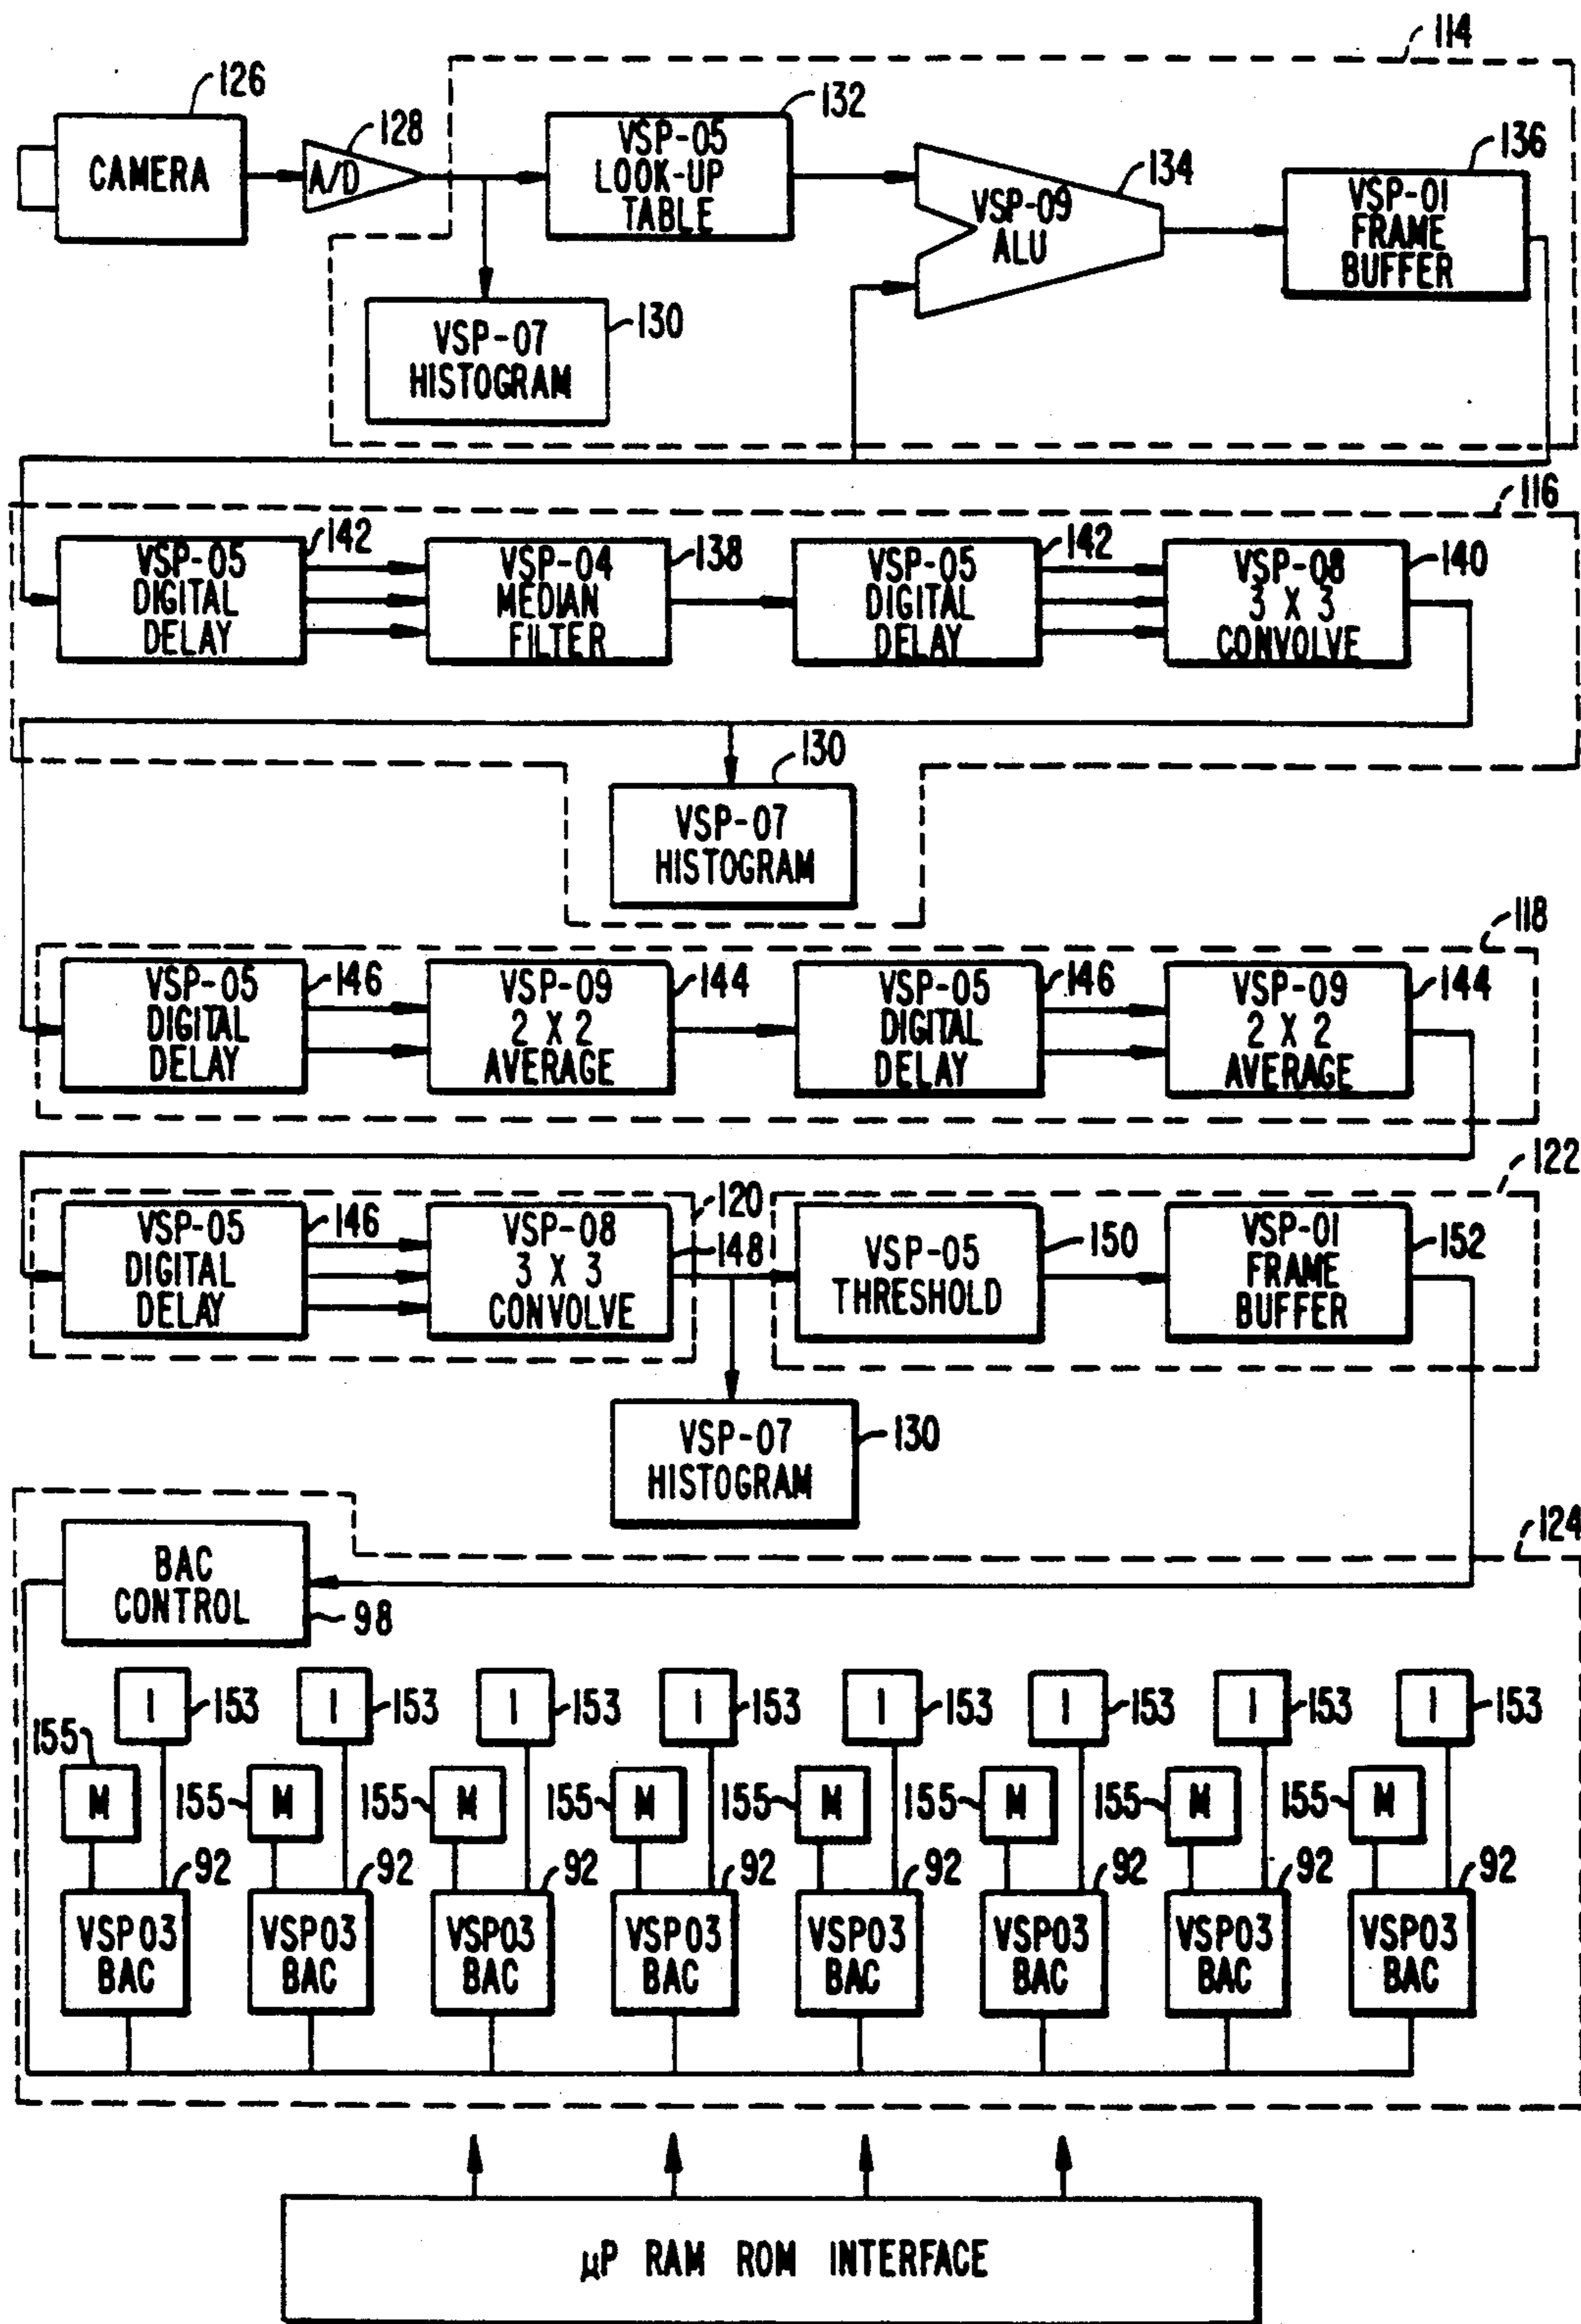 114
126
128
132
134
136
CAMERA
A/D
VSP-05
LOOK-UP
TABLE
VSP-09
ALU
VSP-01
FRAME
BUFFER
VSP-07
HISTOGRAM
130
116
VSP-05
DIGITAL
DELAY
142
VSP-04
MEDIAN
FILTER
138
VSP-05
DIGITAL
DELAY
142
VSP-08
3 X 3
CONVOLVE
140
130
VSP-07
HISTOGRAM
118
VSP-05
DIGITAL
DELAY
146
VSP-09
2 X 2
AVERAGE
144
VSP-05
DIGITAL
DELAY
146
VSP-09
2 X 2
AVERAGE
144
122
VSP-05
DIGITAL
DELAY
146
VSP-08
3 X 3
CONVOLVE
120
148
VSP-05
THRESHOLD
150
VSP-01
FRAME
BUFFER
152
VSP-07
HISTOGRAM
130
124
BAC
CONTROL
98
I 153 I 153 I 153 I 153 I 153 I 153 I 153 I 153
155 M 155 M 155 M 155 M 155 M 155 M 155 M 155 M
92 92 92 92 92 92 92 92
VSP03 VSP03 VSP03 VSP03 VSP03 VSP03 VSP03 VSP03
BAC BAC BAC BAC BAC BAC BAC BAC
μP RAM ROM INTERFACE